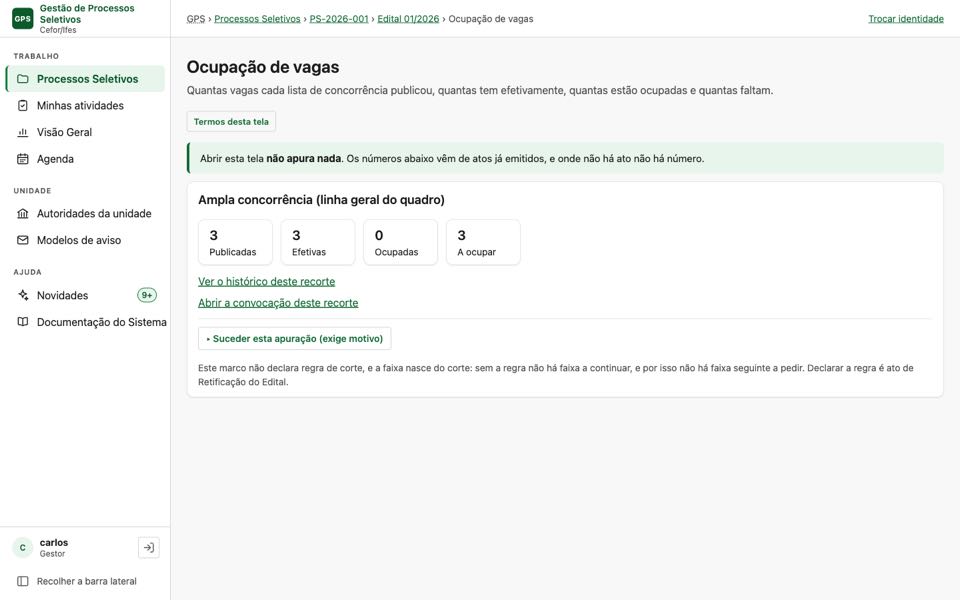 GPS
Gestão de Processos
Seletivos
Cefor/Ifes
GPS › Processos Seletivos › PS-2026-001 › Edital 01/2026 › Ocupação de vagas
Trocar identidade
TRABALHO
Processos Seletivos
Minhas atividades
Visão Geral
Agenda
UNIDADE
Autoridades da unidade
Modelos de aviso
AJUDA
Novidades 9+
Documentação do Sistema
C
carlos
Gestor
Recolher a barra lateral
Ocupação de vagas
Quantas vagas cada lista de concorrência publicou, quantas tem efetivamente, quantas estão ocupadas e quantas faltam.
Termos desta tela
Abrir esta tela não apura nada. Os números abaixo vêm de atos já emitidos, e onde não há ato não há número.
Ampla concorrência (linha geral do quadro)
3
Publicadas
3
Efetivas
0
Ocupadas
3
A ocupar
Ver o histórico deste recorte
Abrir a convocação deste recorte
▸ Suceder esta apuração (exige motivo)
Este marco não declara regra de corte, e a faixa nasce do corte: sem a regra não há faixa a continuar, e por isso não há faixa seguinte a pedir. Declarar a regra é ato de
Retificação do Edital.